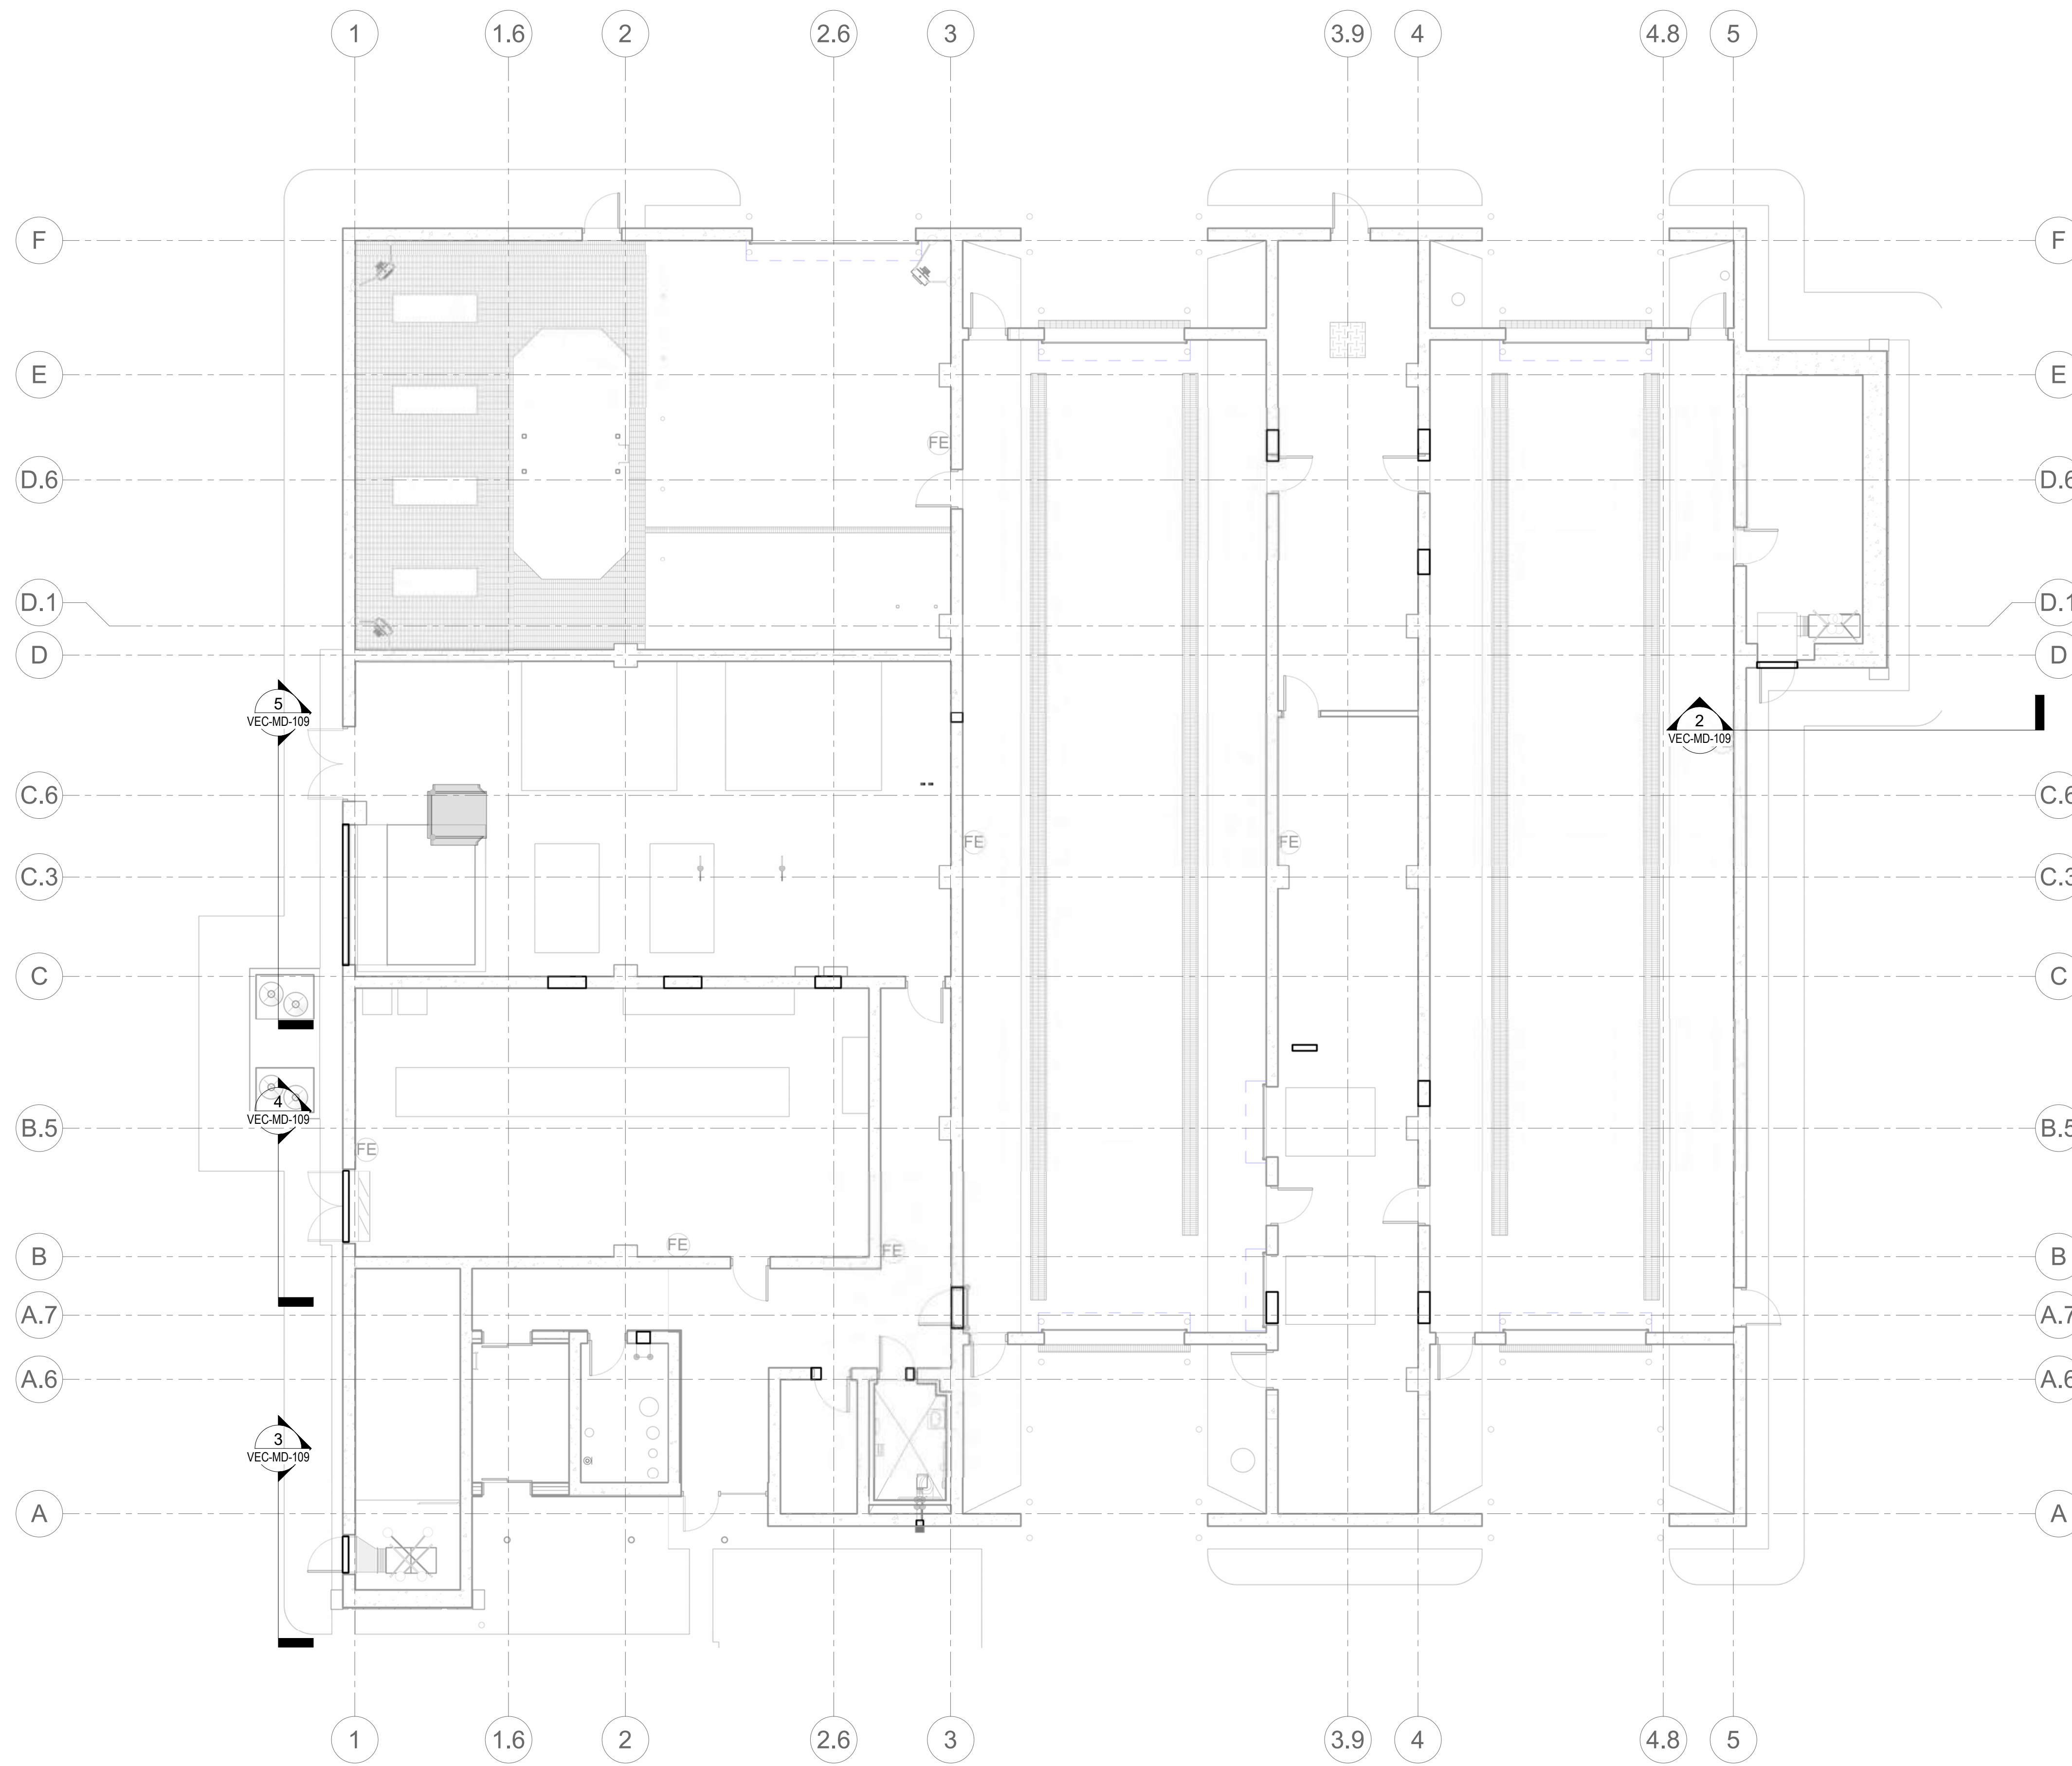 1 1.6 2 2.6 3 3.9 4 4.8 5
F F
E E
FE
D.6 D.6
D.1 D.1
D D
5
VEC-MD-109
2
VEC-MD-109
C.6 C.6
FE FE
C.3 C.3
C C
4
VEC-MD-109
B.5 B.5
FE
FE FE
B B
A.7 A.7
A.6 A.6
3
VEC-MD-109
A A
1 1.6 2 2.6 3 3.9 4 4.8 5